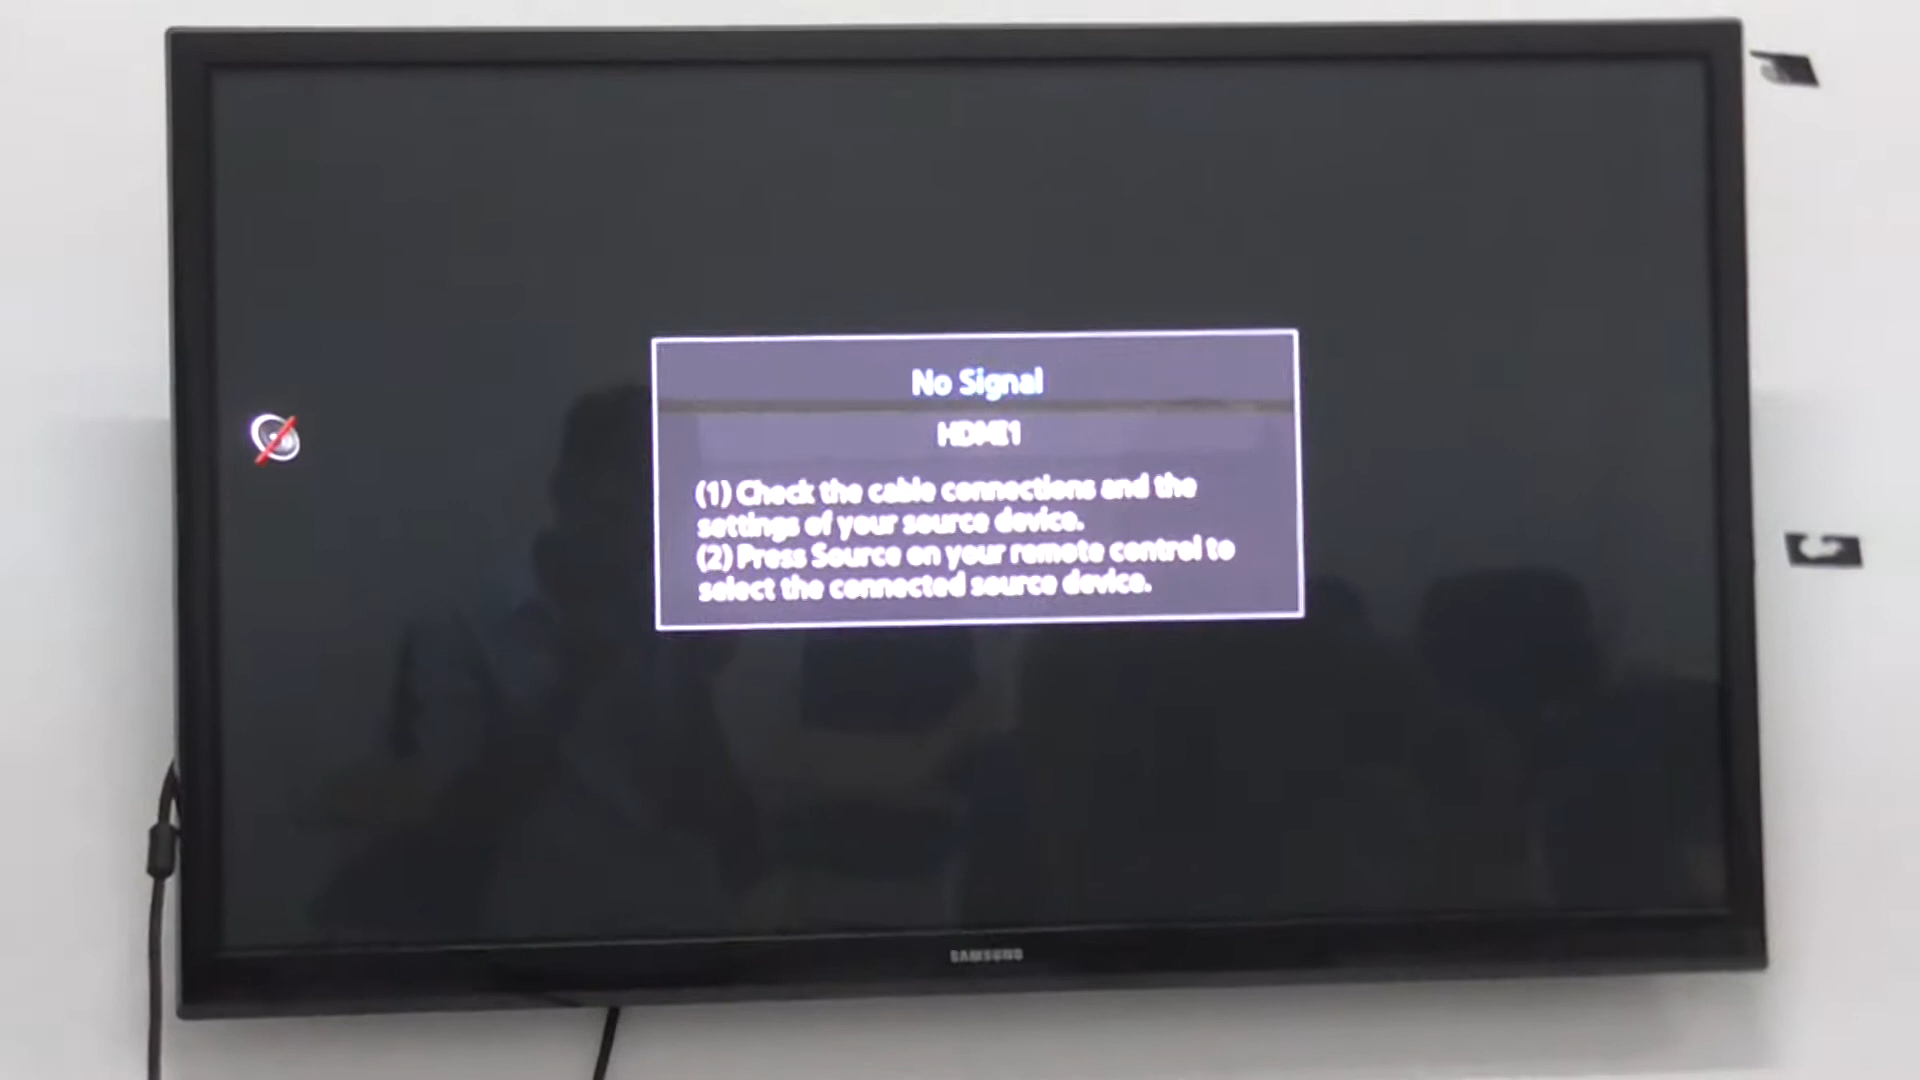 No Signal
HDMI1
(1) Check the cable connections and the
settings of your source device.
(2) Press Source on your remote control to
select the connected source device.
SAMSUNG